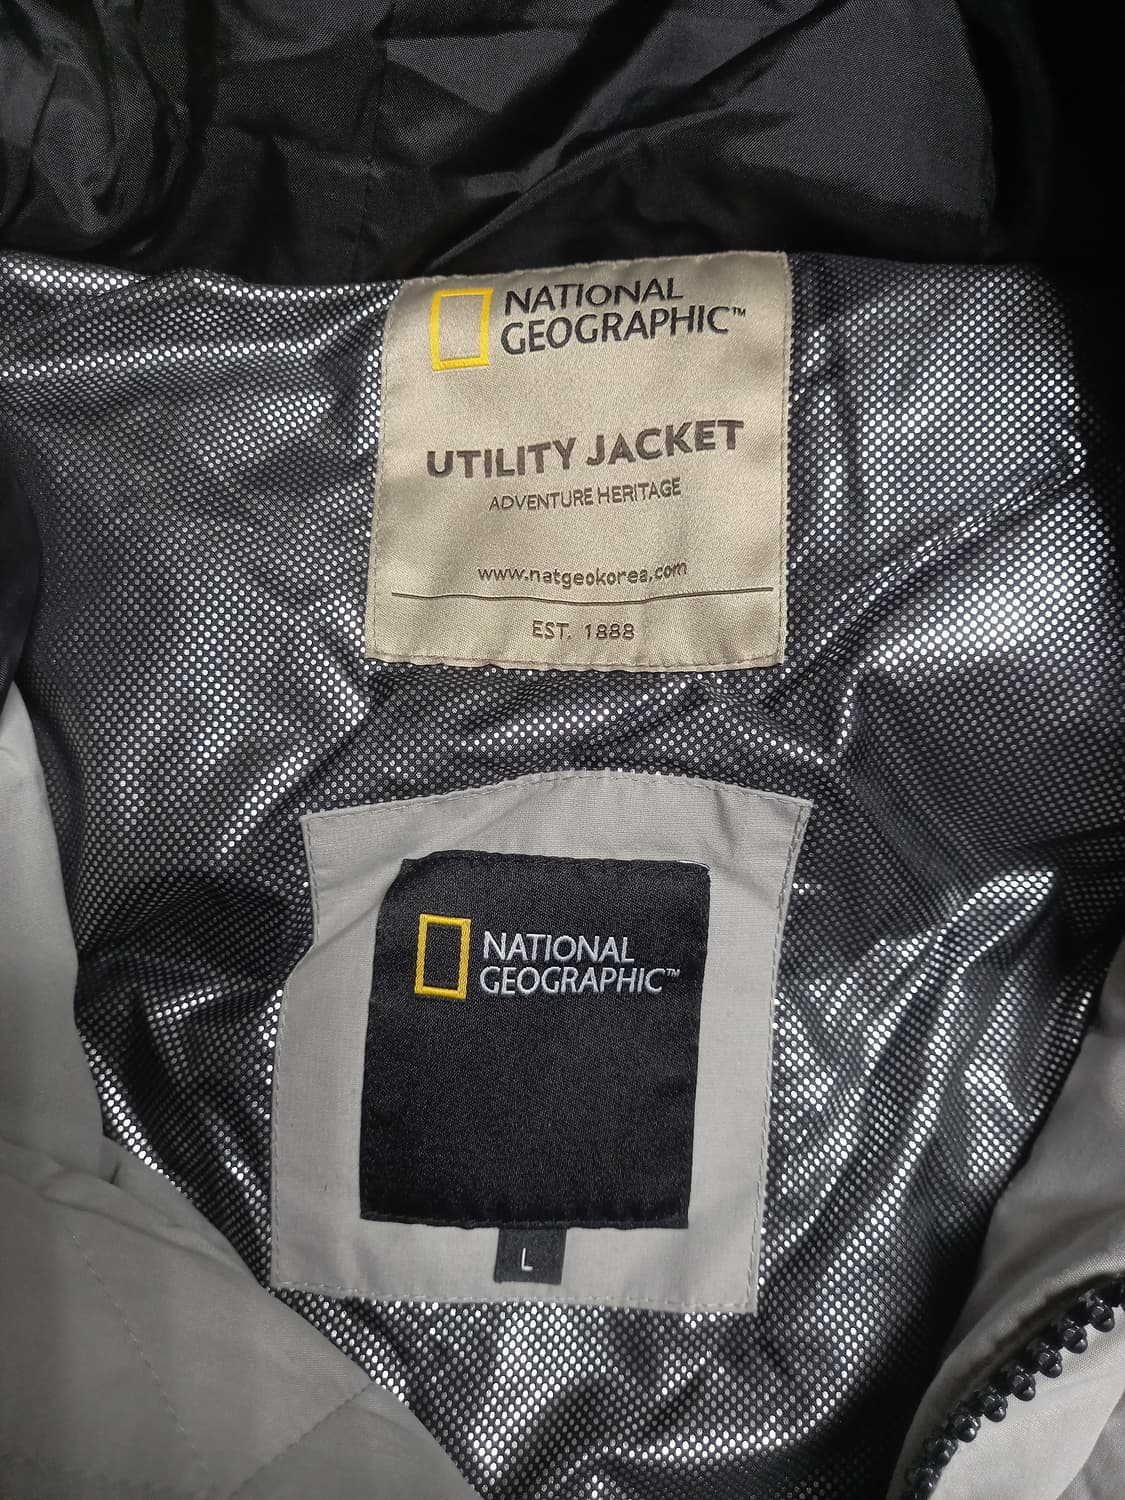 NATIONAL
GEOGRAPHIC™
UTILITY JACKET
ADVENTURE HERITAGE
www.natgeokorea.com
EST. 1888
NATIONAL
GEOGRAPHIC™
L